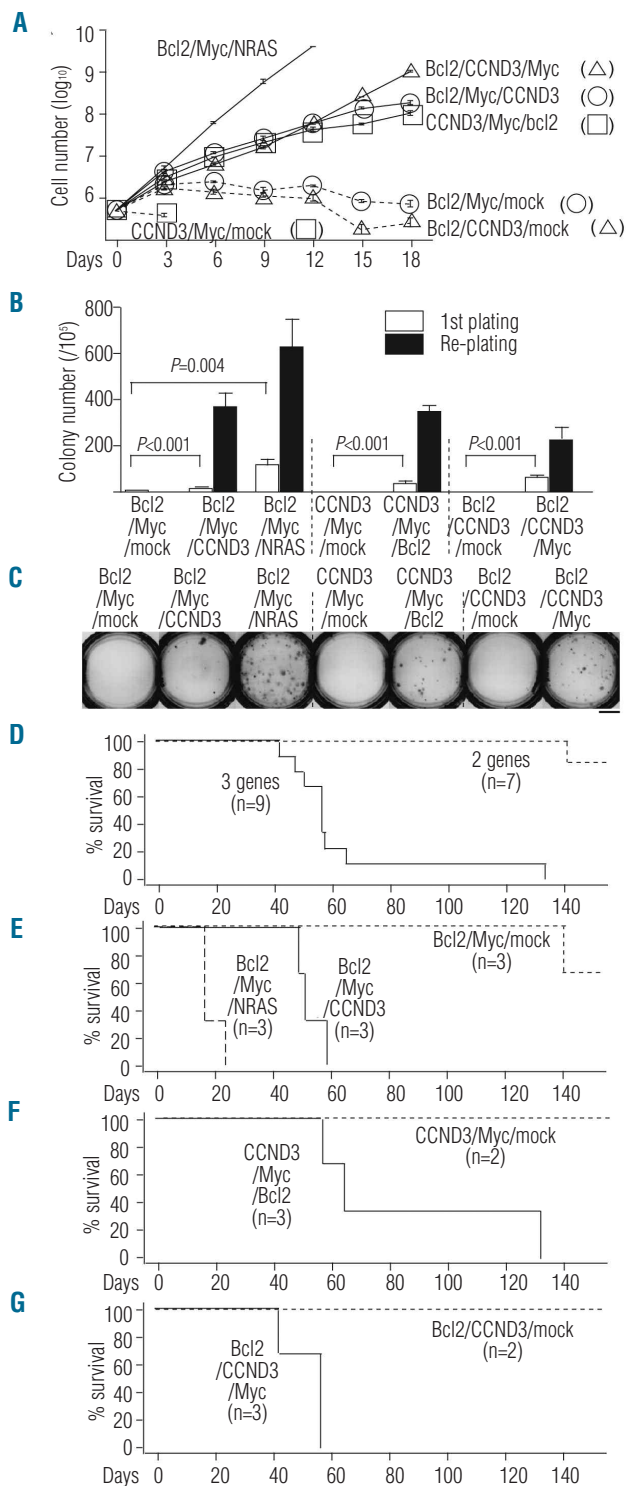 A
Cell number (log10)
10
9
8
7
6
Bcl2/Myc/NRAS
Bcl2/CCND3/Myc (△)
Bcl2/Myc/CCND3 (○)
CCND3/Myc/bcl2 (□)
Bcl2/Myc/mock (○)
CCND3/Myc/mock (□)
Bcl2/CCND3/mock (△)
Days 0 3 6 9 12 15 18
B
Colony number (/10⁵)
800
600
400
200
1st plating
Re-plating
P=0.004
P<0.001
P<0.001
P<0.001
Bcl2 Bcl2 Bcl2 CCND3 CCND3 Bcl2 Bcl2
/Myc /Myc /Myc /Myc /Myc /CCND3 /CCND3
/mock /CCND3 /NRAS /mock /Bcl2 /mock /Myc
C
Bcl2 Bcl2 Bcl2 CCND3 CCND3 Bcl2 Bcl2
/Myc /Myc /Myc /Myc /Myc /CCND3 /CCND3
/mock /CCND3 /NRAS /mock /Bcl2 /mock /Myc
D
% survival
100
80
60
40
20
0
3 genes
(n=9)
2 genes
(n=7)
Days 0 20 40 60 80 100 120 140
E
% survival
100
80
60
40
20
0
Bcl2
/Myc
/NRAS
(n=3)
Bcl2
/Myc
/CCND3
(n=3)
Bcl2/Myc/mock
(n=3)
Days 0 20 40 60 80 100 120 140
F
% survival
100
80
60
40
20
0
CCND3
/Myc
/Bcl2
(n=3)
CCND3/Myc/mock
(n=2)
Days 0 20 40 60 80 100 120 140
G
% survival
100
80
60
40
20
0
Bcl2
/CCND3
/Myc
(n=3)
Bcl2/CCND3/mock
(n=2)
Days 0 20 40 60 80 100 120 140